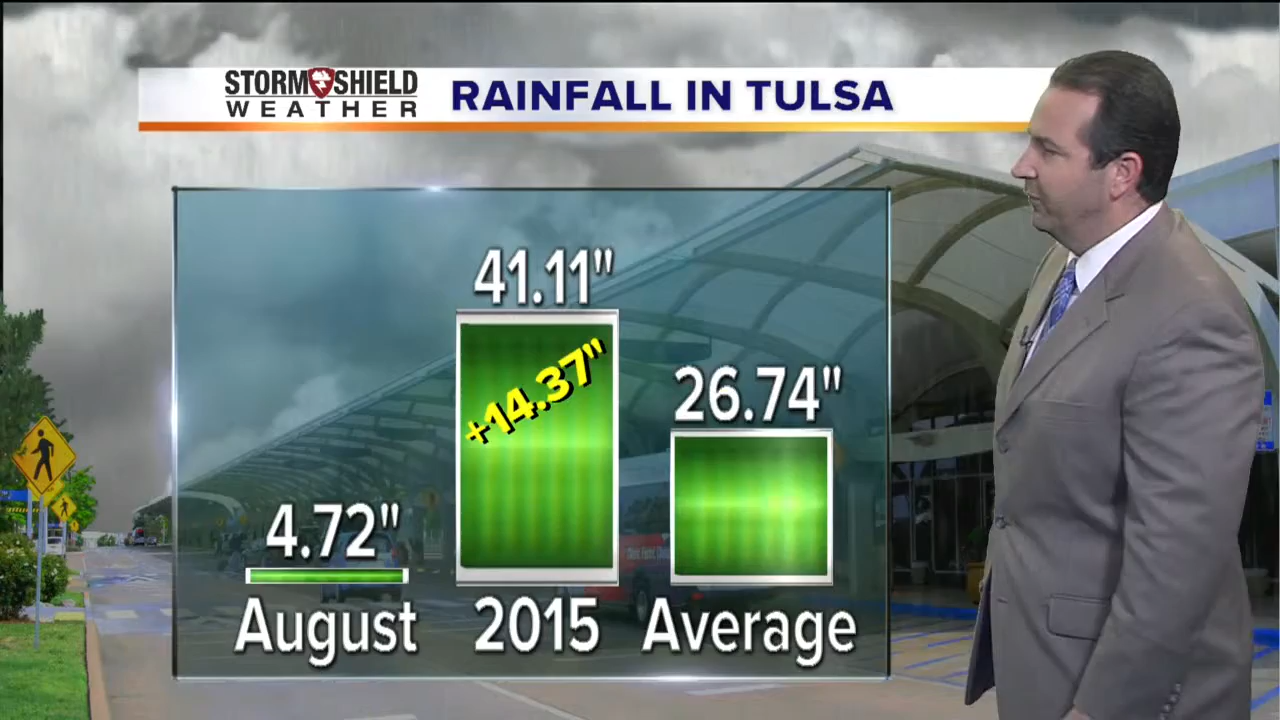 STORM SHIELD
WEATHER
RAINFALL IN TULSA
41.11"
+14.37"
26.74"
4.72"
August
2015
Average